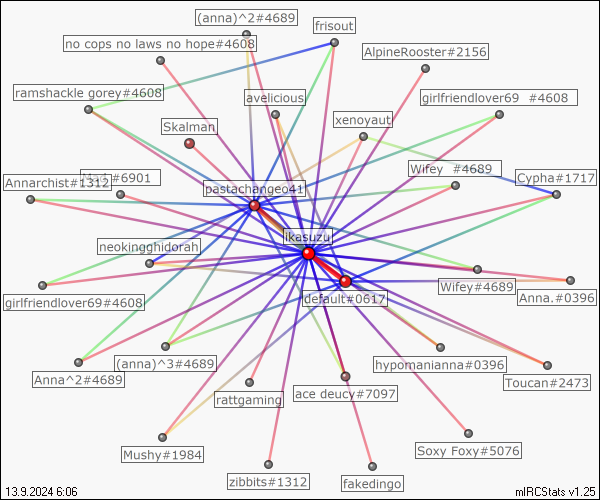 (anna)^2#4689
frisout
no cops no laws no hope#4608
AlpineRooster#2156
ramshackle gorey#4608
avelicious
girlfriendlover69 #4608
xenoyaut
Skalman
Wifey #4689
#6901
Cypha#1717
Annarchist#1312
pastachangeo41
ikasuzu
neokingghidorah
Wifey#4689
Anna.#0396
girlfriendlover69#4608
default#0617
(anna)^3#4689
hypomanianna#0396
Anna^2#4689
Toucan#2473
rattgaming
ace deucy#7097
Mushy#1984
Soxy Foxy#5076
zibbits#1312
fakedingo
13.9.2024 6:06
mIRCStats v1.25